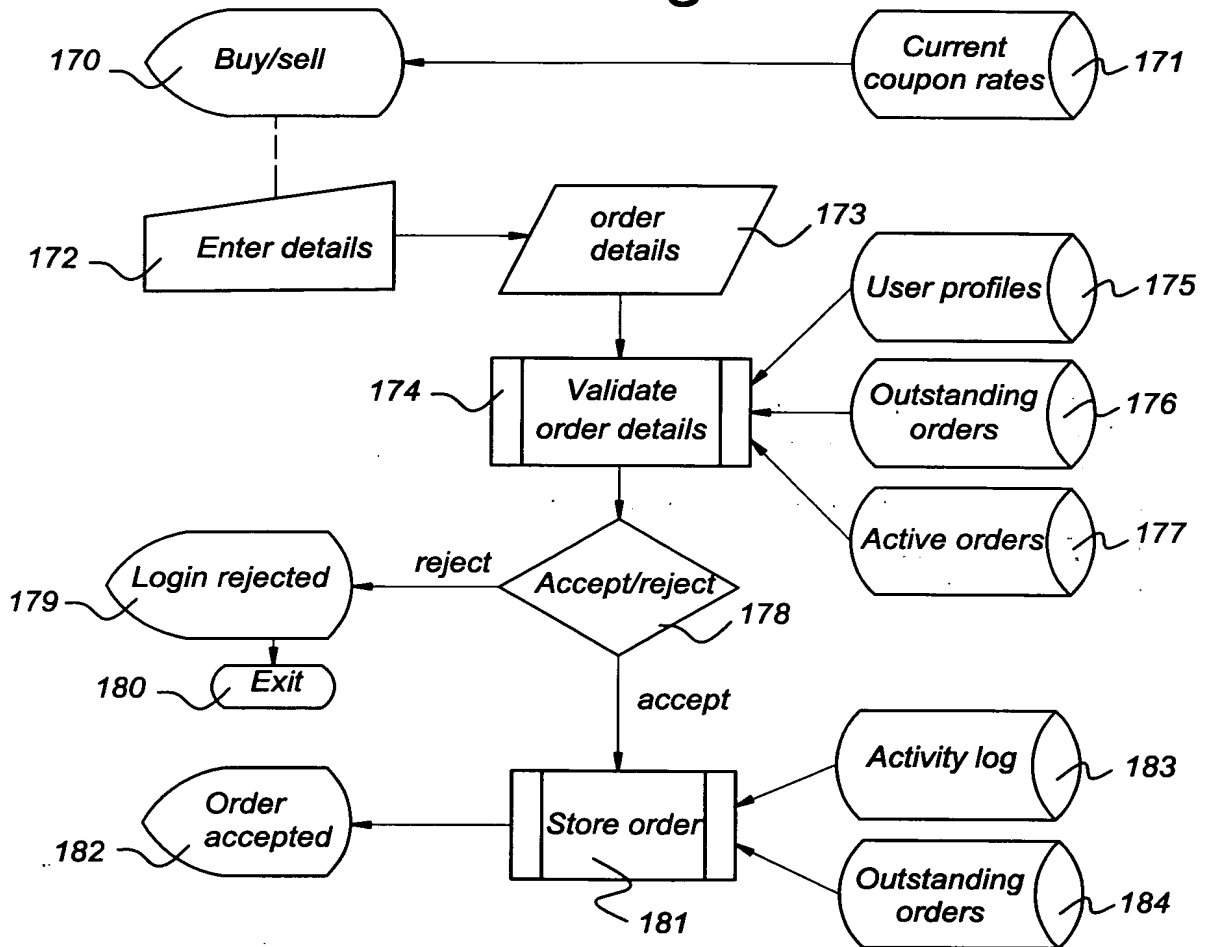 170
Buy/sell
Current
coupon rates
171
172
Enter details
order
details
173
User profiles
175
174
Validate
order details
Outstanding
orders
176
Active orders
177
Login rejected
reject
Accept/reject
179
178
180
Exit
accept
Activity log
183
Order
accepted
Store order
182
Outstanding
orders
184
181